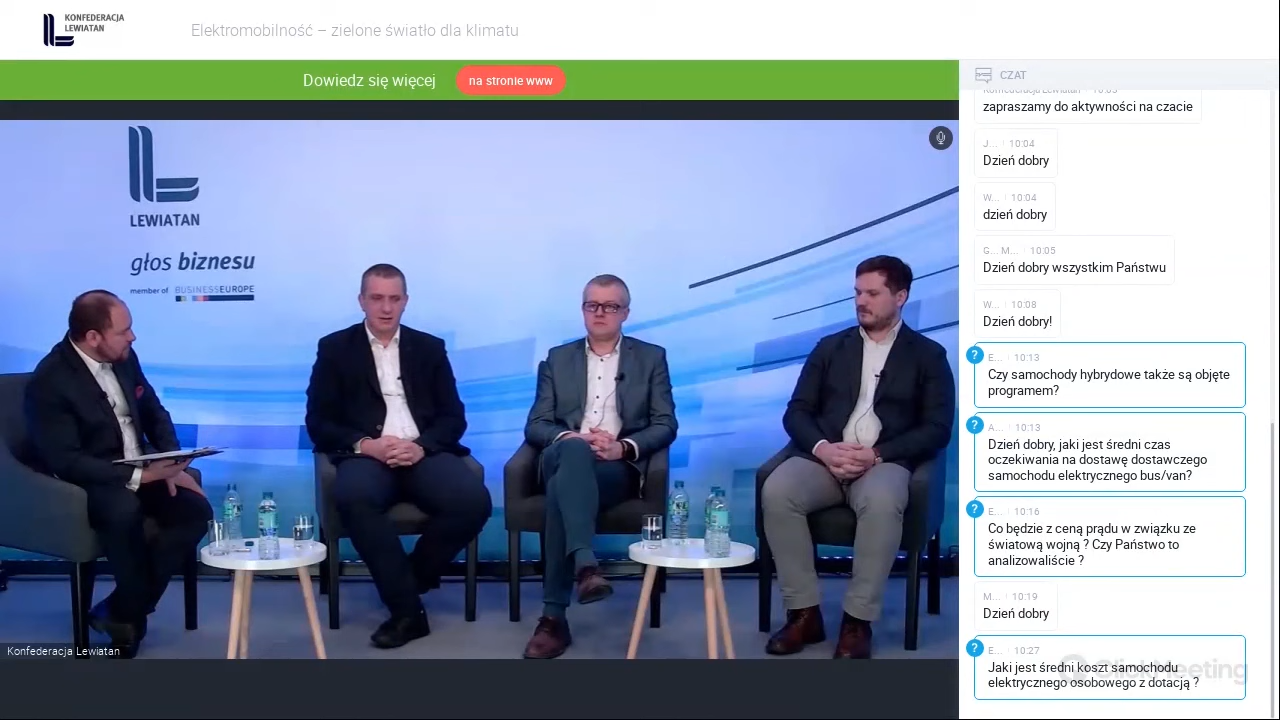 KONFEDERACJA
LEWIATAN
Elektromobilność – zielone światło dla klimatu
Dowiedz się więcej
na stronie www
LEWIATAN
głos biznesu
member of BUSINESSEUROPE
Konfederacja Lewiatan
CZAT
Konfederacja Lewiatan 10:03
zapraszamy do aktywności na czacie
J... 10:04
Dzień dobry
W... 10:04
dzień dobry
G... M... 10:05
Dzień dobry wszystkim Państwu
W... 10:08
Dzień dobry!
?
E... 10:13
Czy samochody hybrydowe także są objęte
programem?
?
A... 10:13
Dzień dobry, jaki jest średni czas
oczekiwania na dostawę dostawczego
samochodu elektrycznego bus/van?
?
E... 10:16
Co będzie z ceną prądu w związku ze
światową wojną ? Czy Państwo to
analizowaliście ?
M... 10:19
Dzień dobry
?
E... 10:27
Jaki jest średni koszt samochodu
elektrycznego osobowego z dotacją ?
ClickMeeting